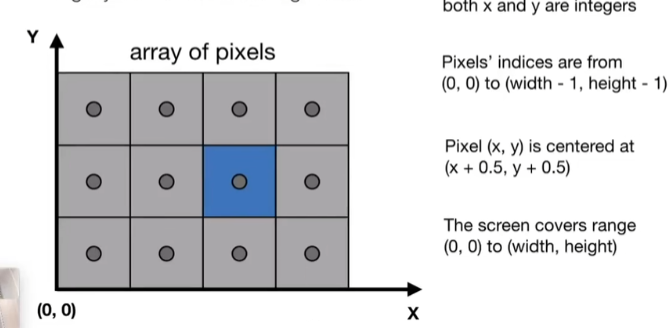 both x and y are integers
Y
array of pixels
Pixels’ indices are from
(0, 0) to (width - 1, height - 1)
Pixel (x, y) is centered at
(x + 0.5, y + 0.5)
The screen covers range
(0, 0) to (width, height)
(0, 0)
X